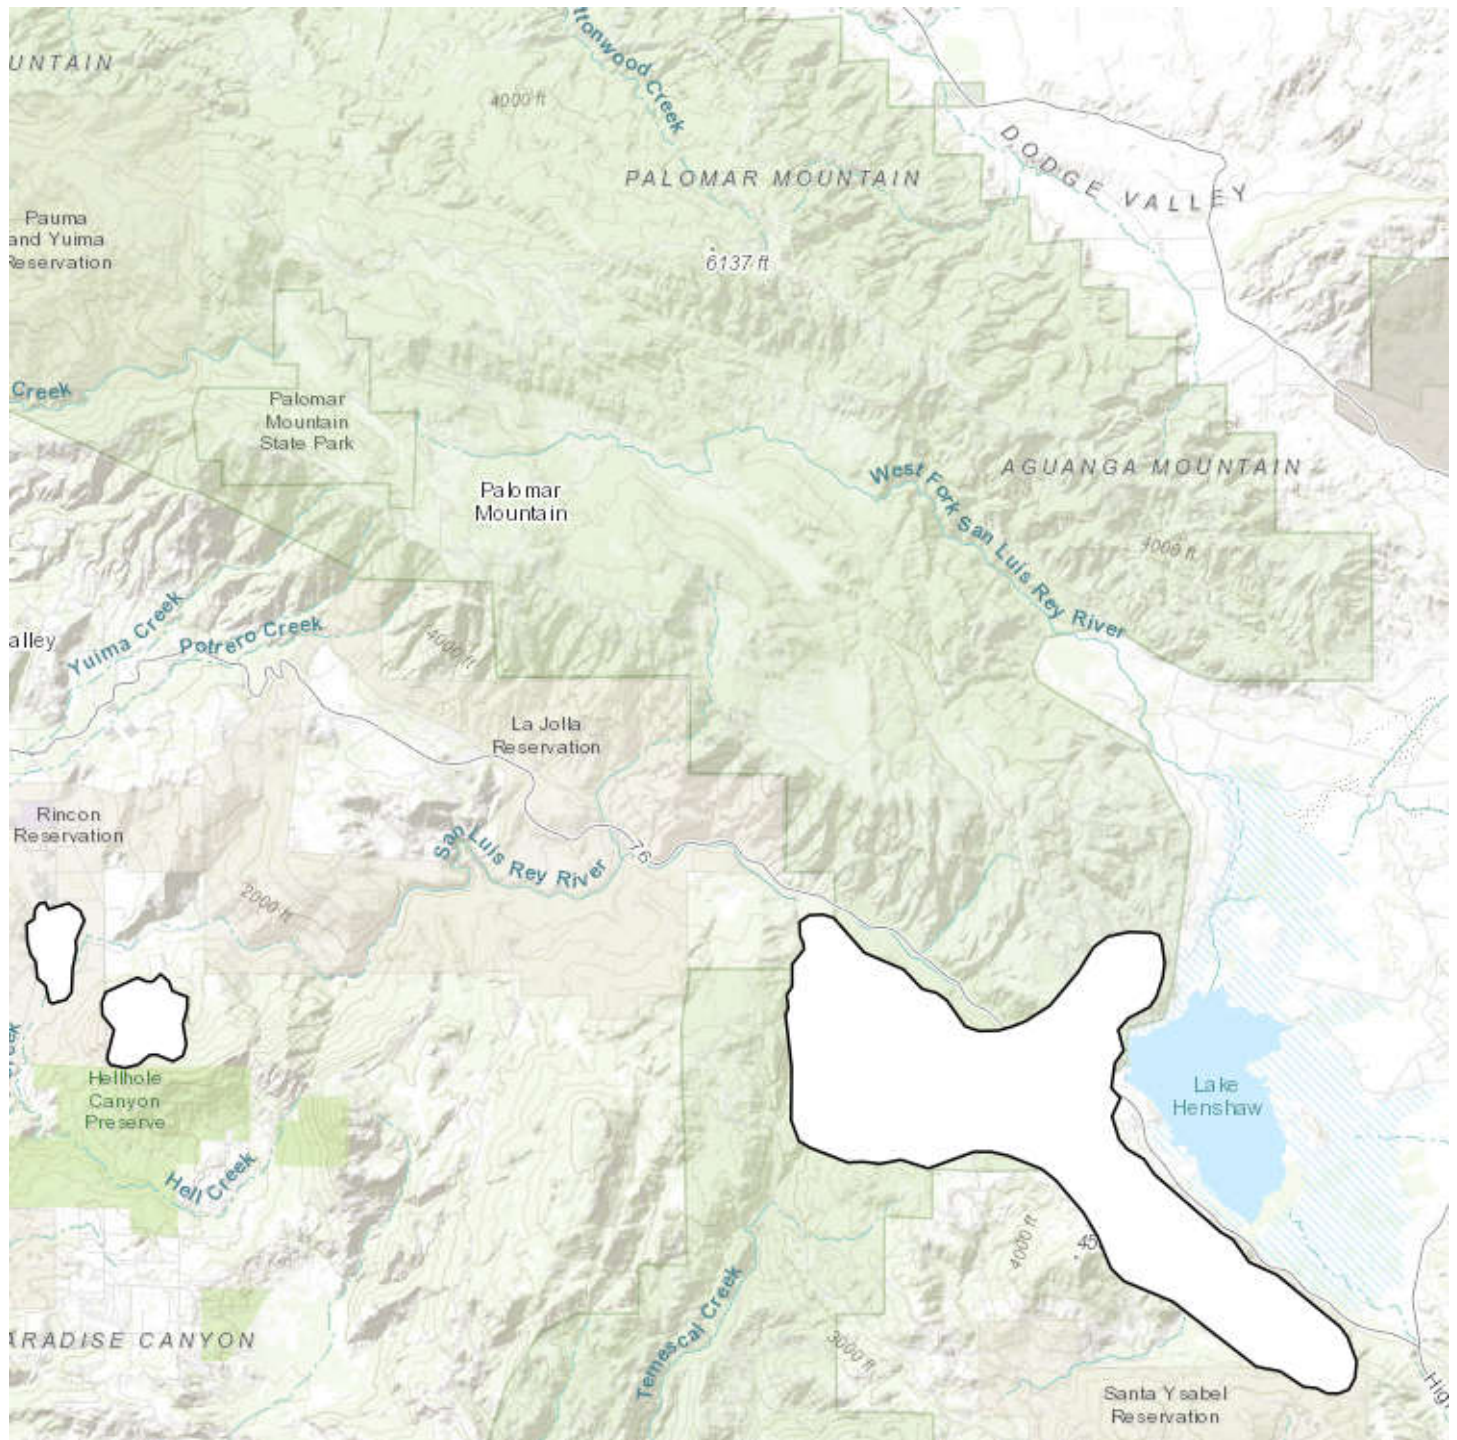 UNTAIN
ttonwood Creek
4000 ft
DODGE VALLEY
PALOMAR MOUNTAIN
Pauma
and Yuima
Reservation
6137 ft
Creek
Palomar
Mountain
State Park
West Fork San Luis Rey River
AGUANGA MOUNTAIN
Palomar
Mountain
4000 ft
Yuima Creek
Potrero Creek
alley
4000 ft
La Jolla
Reservation
Rincon
Reservation
San Luis Rey River
76
2000 ft
Hellhole
Canyon
Preserve
Lake
Henshaw
Hell Creek
4000 ft
45
Temescal Creek
ARADISE CANYON
3000 ft
Santa Ysabel
Reservation
High